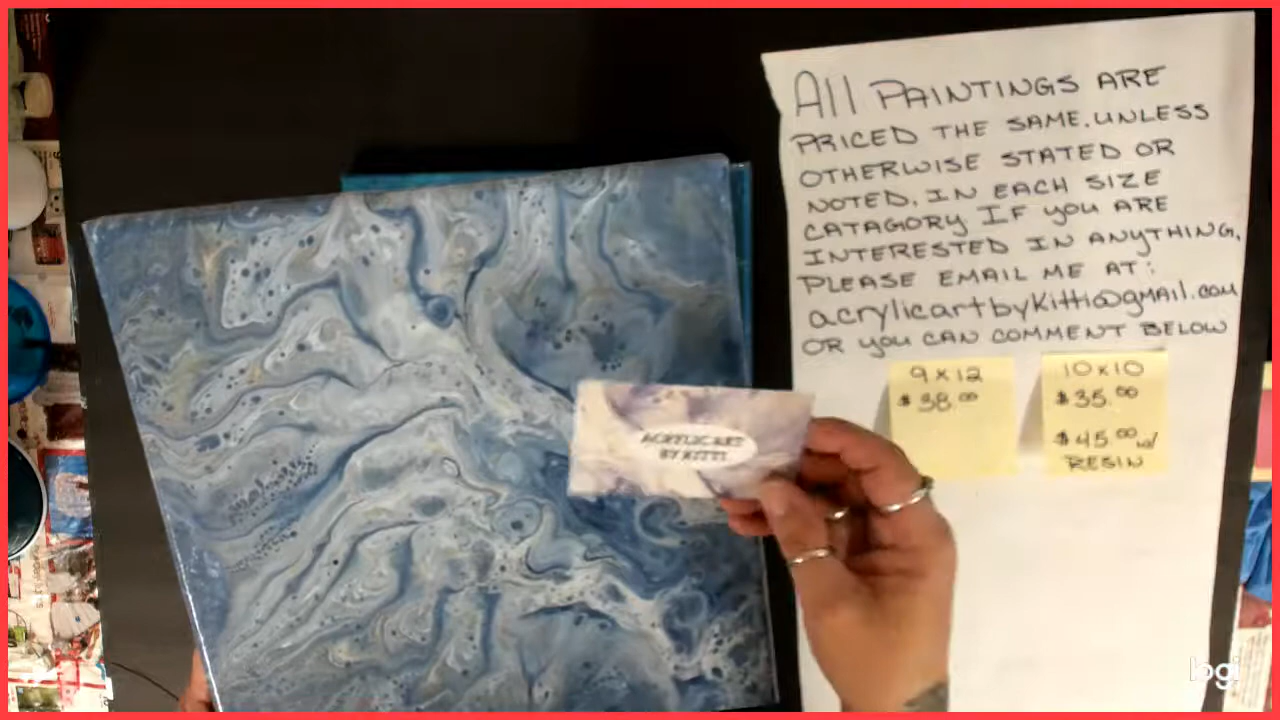 All PAINTINGS ARE
PRICED THE SAME. UNLESS
OTHERWISE STATED OR
NOTED. IN EACH SIZE
CATAGORY IF YOU ARE
INTERESTED IN ANYTHING,
PLEASE EMAIL ME AT:
acrylicartbykitti@gmail.com
OR YOU CAN COMMENT BELOW
9 x 12
$38.00
10 x 10
$35.00
$45.00 w/
RESIN
ACRYLIC ART
BY KITTI
bgi